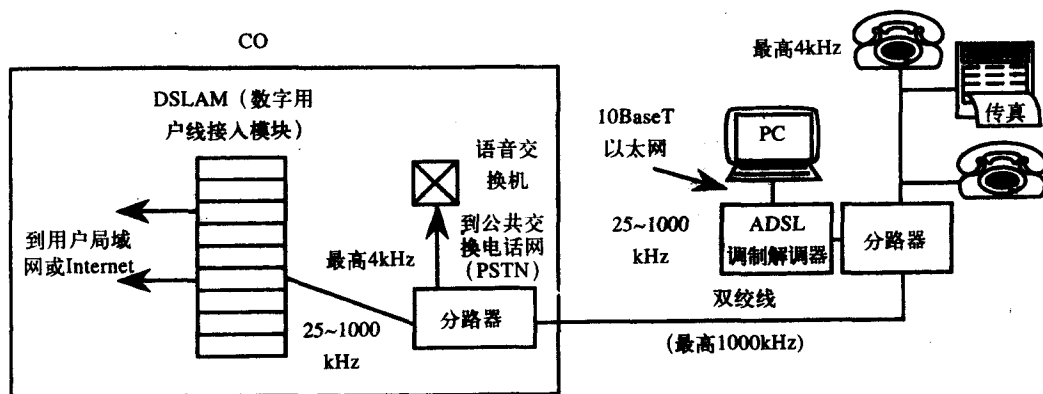 CO
DSLAM（数字用
户线接入模块）
到用户局域
网或Internet
25~1000
kHz
最高4kHz
语音交
换机
到公共交
换电话网
（PSTN）
分路器
双绞线
(最高1000kHz)
10BaseT
以太网
PC
25~1000
kHz
ADSL
调制解调器
分路器
最高4kHz
传真